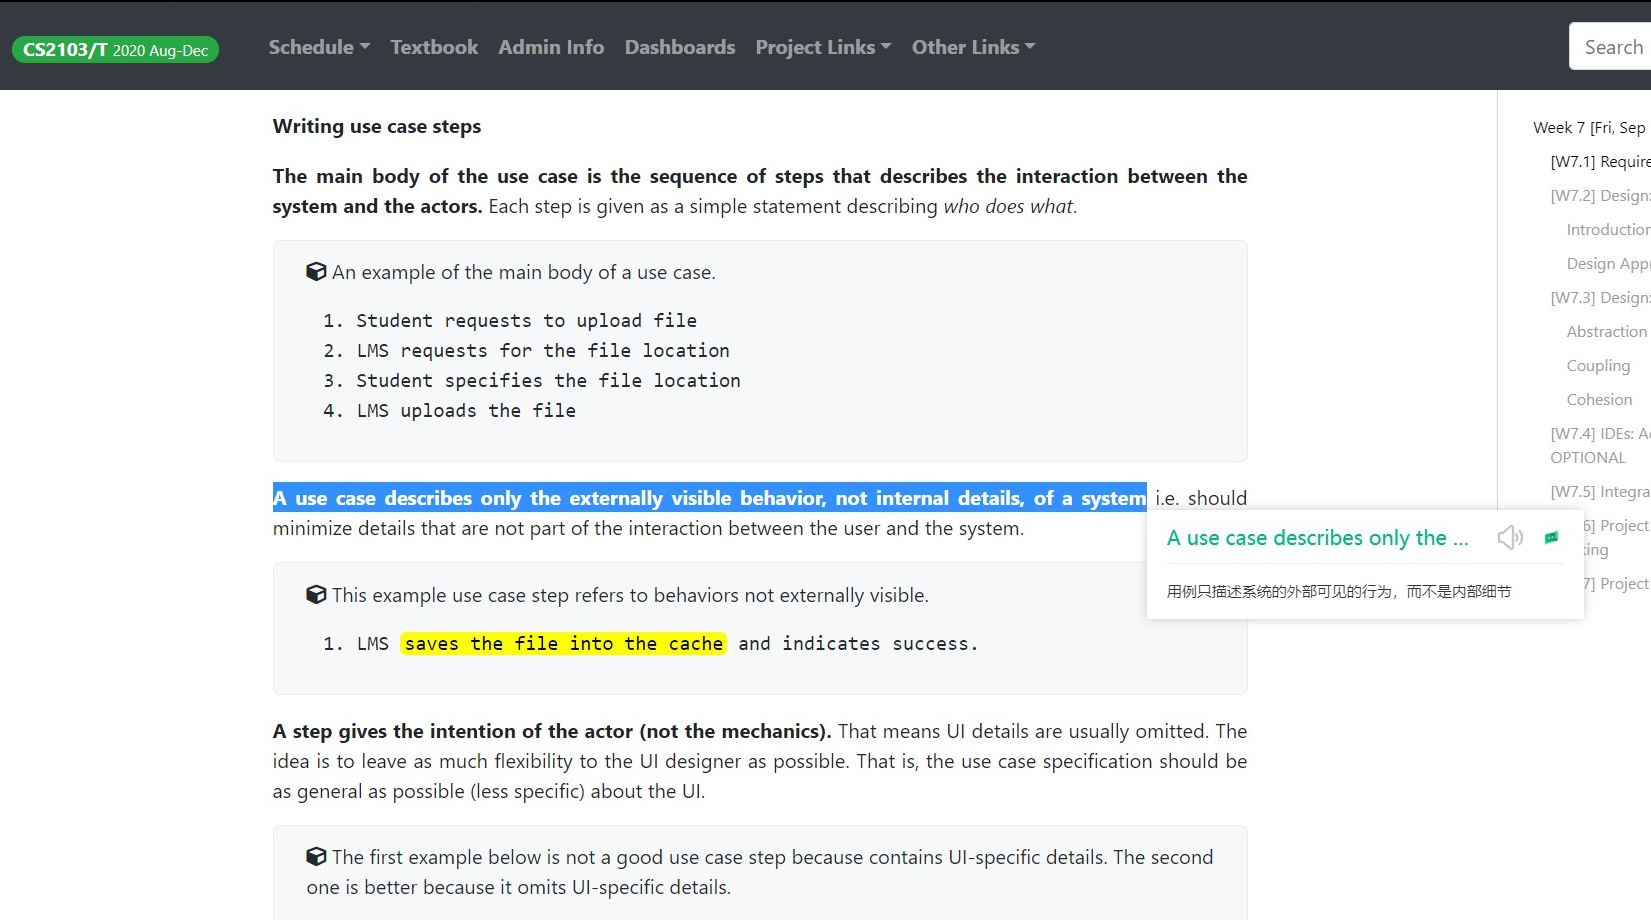 CS2103/T 2020 Aug-Dec
Schedule
Textbook
Admin Info
Dashboards
Project Links
Other Links
Search
Writing use case steps
The main body of the use case is the sequence of steps that describes the interaction between the
system and the actors. Each step is given as a simple statement describing who does what.
An example of the main body of a use case.
1. Student requests to upload file
2. LMS requests for the file location
3. Student specifies the file location
4. LMS uploads the file
A use case describes only the externally visible behavior, not internal details, of a system i.e. should
minimize details that are not part of the interaction between the user and the system.
This example use case step refers to behaviors not externally visible.
1. LMS saves the file into the cache and indicates success.
A step gives the intention of the actor (not the mechanics). That means UI details are usually omitted. The
idea is to leave as much flexibility to the UI designer as possible. That is, the use case specification should be
as general as possible (less specific) about the UI.
The first example below is not a good use case step because contains UI-specific details. The second
one is better because it omits UI-specific details.
A use case describes only the ...
用例只描述系统的外部可见的行为，而不是内部细节
Week 7 [Fri, Sep
[W7.1] Require
[W7.2] Design:
Introduction
Design Appr
[W7.3] Design:
Abstraction
Coupling
Cohesion
[W7.4] IDEs: A
OPTIONAL
[W7.5] Integra
6] Project
king
7] Project